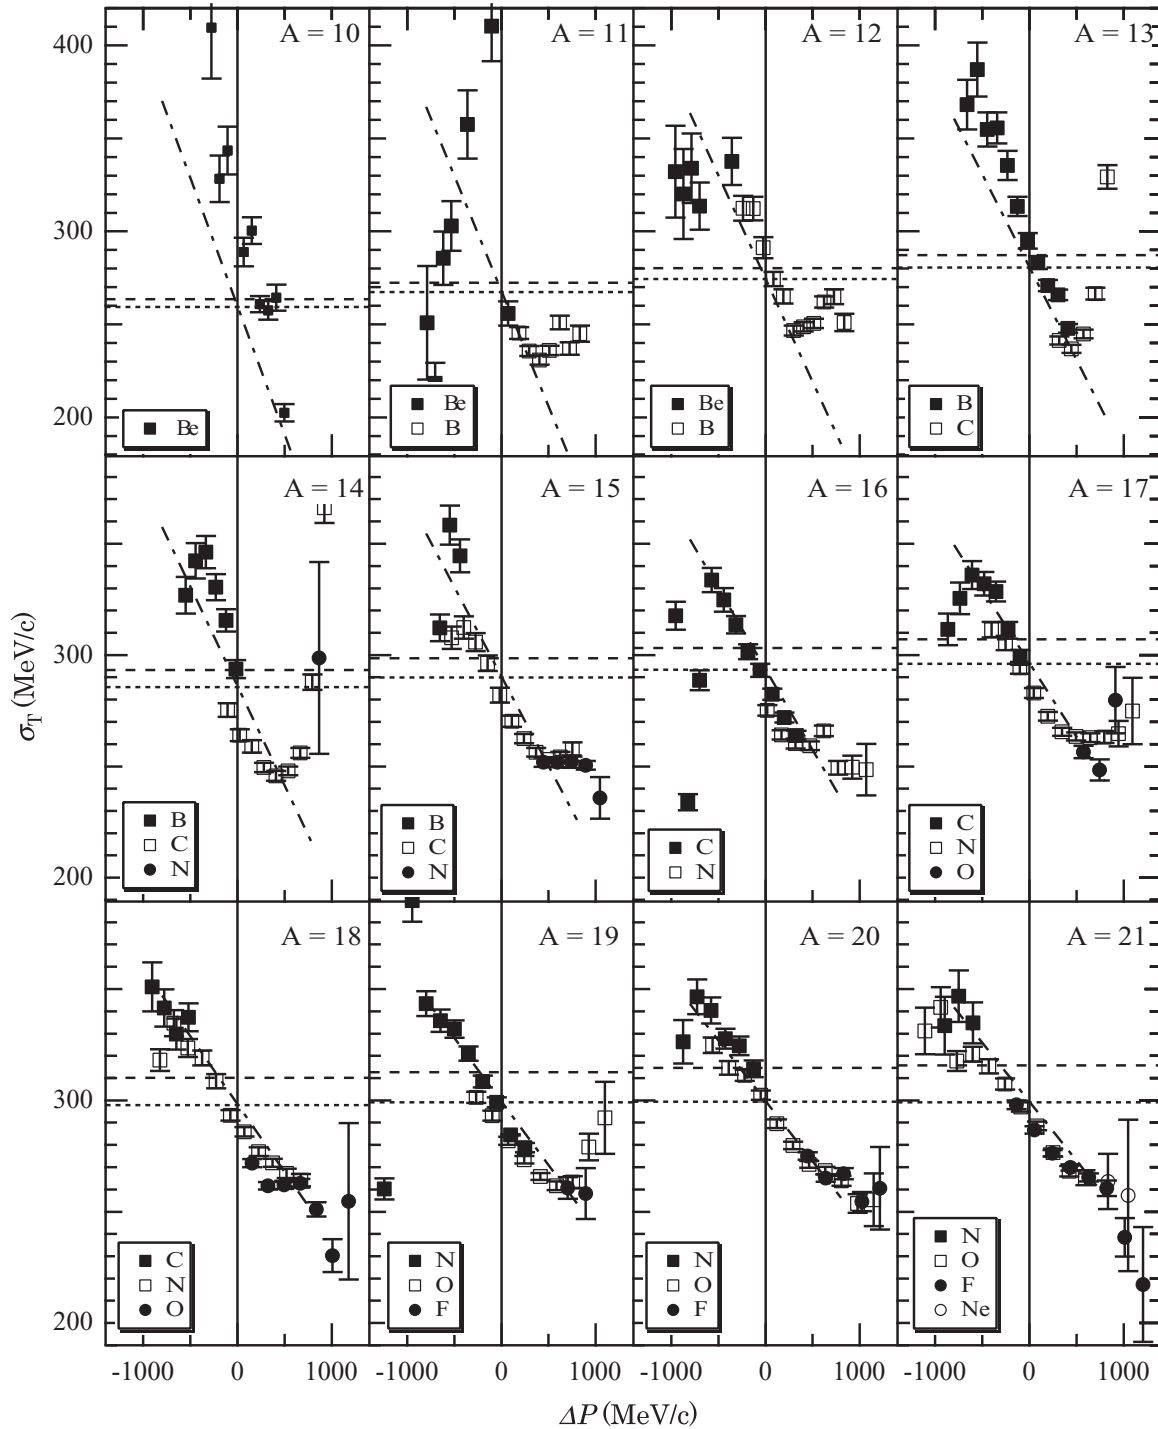 A = 10
A = 11
A = 12
A = 13
400
300
200
Be
Be
B
Be
B
B
C
A = 14
A = 15
A = 16
A = 17
300
200
B
C
N
B
C
N
C
N
C
N
O
A = 18
A = 19
A = 20
A = 21
300
200
C
N
O
N
O
F
N
O
F
N
O
F
Ne
-1000 0 1000 -1000 0 1000 -1000 0 1000 -1000 0 1000
σT (MeV/c)
ΔP (MeV/c)